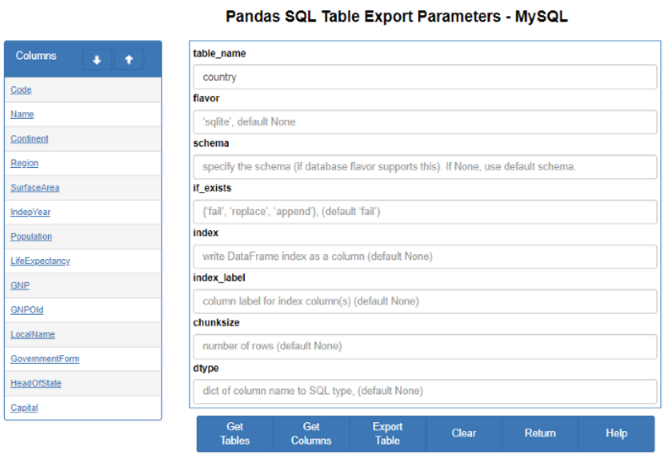 Pandas SQL Table Export Parameters - MySQL
Columns
Code
Name
Continent
Region
SurfaceArea
IndepYear
Population
LifeExpectancy
GNP
GNPOld
LocalName
GovernmentForm
HeadOfState
Capital
table_name
country
flavor
'sqlite', default None
schema
specify the schema (if database flavor supports this). If None, use default schema.
if_exists
{'fail', 'replace', 'append'}, (default 'fail')
index
write DataFrame index as a column (default None)
index_label
column label for index column(s) (default None)
chunksize
number of rows (default None)
dtype
dict of column name to SQL type, (default None)
Get Tables
Get Columns
Export Table
Clear
Return
Help